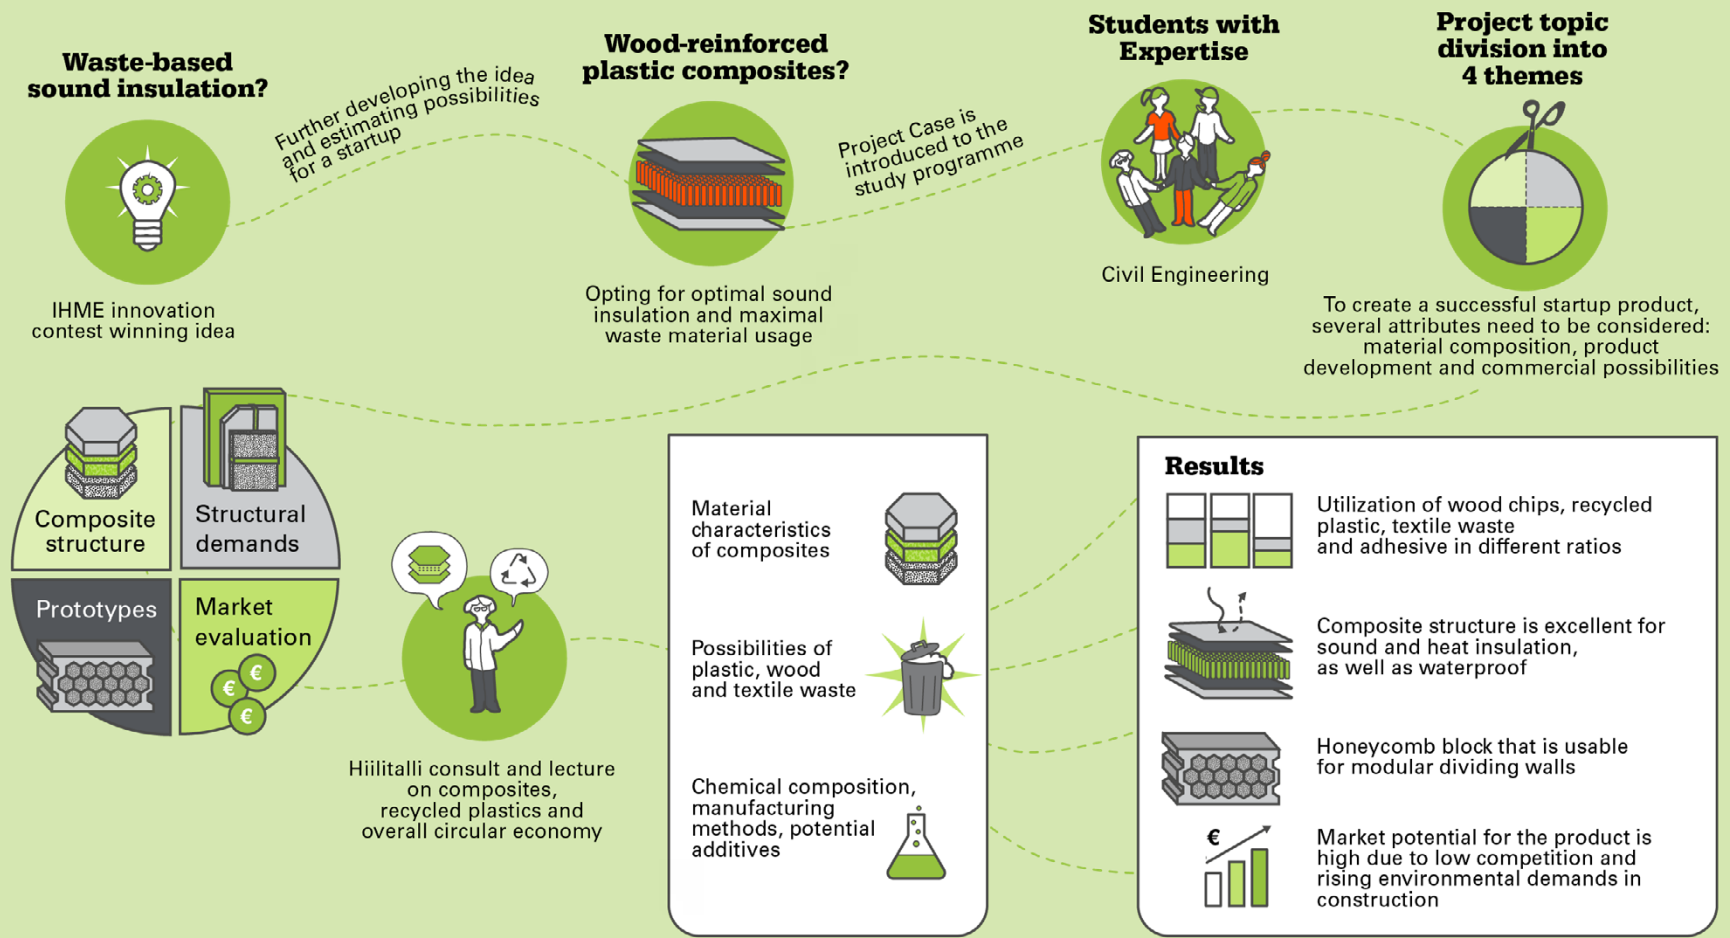 Waste-based
sound insulation?
IHME innovation
contest winning idea
Further developing the idea
and estimating possibilities
for a startup
Wood-reinforced
plastic composites?
Opting for optimal sound
insulation and maximal
waste material usage
Project Case is
introduced to the
study programme
Students with
Expertise
Civil Engineering
Project topic
division into
4 themes
To create a successful startup product,
several attributes need to be considered:
material composition, product
development and commercial possibilities
Composite
structure
Structural
demands
Prototypes
Market
evaluation
€
€
€
Hiilitalli consult and lecture
on composites,
recycled plastics and
overall circular economy
Material
characteristics
of composites
Possibilities of
plastic, wood
and textile waste
Chemical composition,
manufacturing
methods, potential
additives
Results
Utilization of wood chips, recycled
plastic, textile waste
and adhesive in different ratios
Composite structure is excellent for
sound and heat insulation,
as well as waterproof
Honeycomb block that is usable
for modular dividing walls
€
Market potential for the product is
high due to low competition and
rising environmental demands in
construction